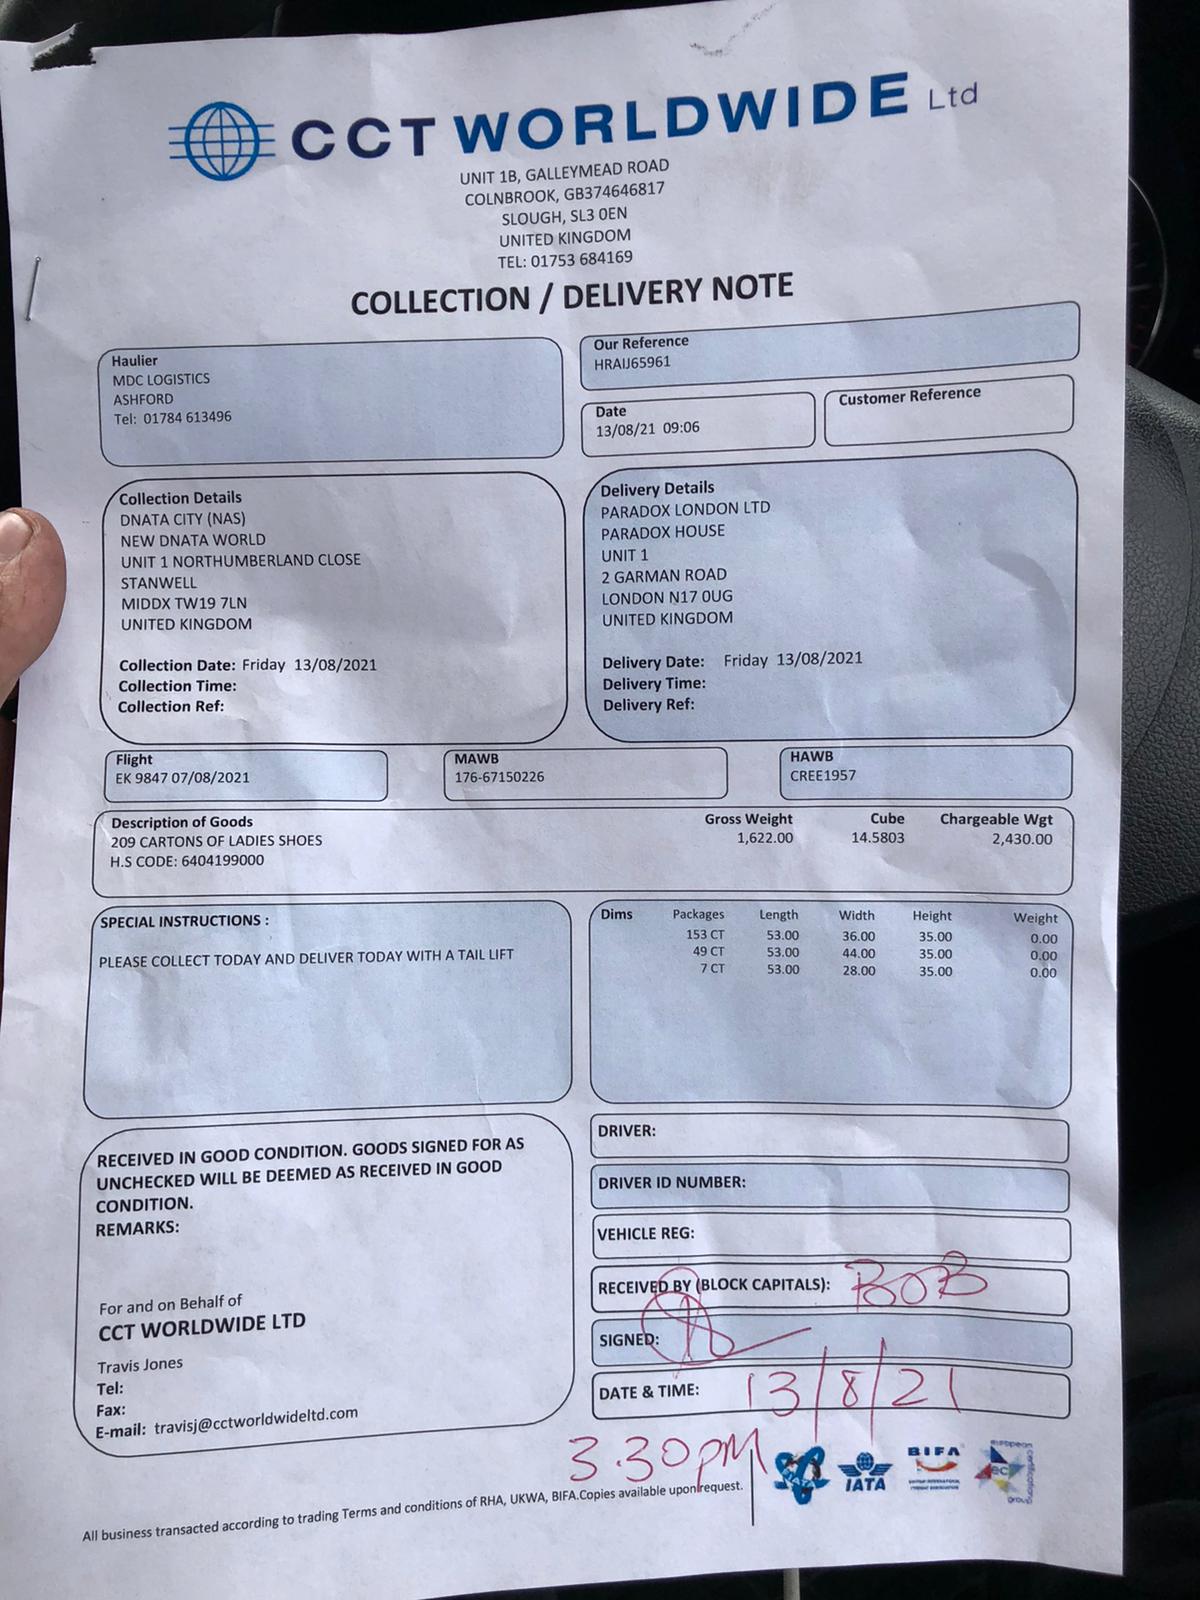 CCT WORLDWIDE Ltd
UNIT 1B, GALLEYMEAD ROAD
COLNBROOK, GB374646817
SLOUGH, SL3 0EN
UNITED KINGDOM
TEL: 01753 684169
COLLECTION / DELIVERY NOTE
Haulier
MDC LOGISTICS
ASHFORD
Tel: 01784 613496
Our Reference
HRAIJ65961
Date
13/08/21 09:06
Customer Reference
Collection Details
DNATA CITY (NAS)
NEW DNATA WORLD
UNIT 1 NORTHUMBERLAND CLOSE
STANWELL
MIDDX TW19 7LN
UNITED KINGDOM
Collection Date: Friday 13/08/2021
Collection Time:
Collection Ref:
Delivery Details
PARADOX LONDON LTD
PARADOX HOUSE
UNIT 1
2 GARMAN ROAD
LONDON N17 0UG
UNITED KINGDOM
Delivery Date: Friday 13/08/2021
Delivery Time:
Delivery Ref:
Flight
EK 9847 07/08/2021
MAWB
176-67150226
HAWB
CREE1957
Description of Goods Gross Weight Cube Chargeable Wgt
209 CARTONS OF LADIES SHOES 1,622.00 14.5803 2,430.00
H.S CODE: 6404199000
SPECIAL INSTRUCTIONS :
PLEASE COLLECT TODAY AND DELIVER TODAY WITH A TAIL LIFT
Dims Packages Length Width Height Weight
153 CT 53.00 36.00 35.00 0.00
49 CT 53.00 44.00 35.00 0.00
7 CT 53.00 28.00 35.00 0.00
RECEIVED IN GOOD CONDITION. GOODS SIGNED FOR AS
UNCHECKED WILL BE DEEMED AS RECEIVED IN GOOD
CONDITION.
REMARKS:
For and on Behalf of
CCT WORLDWIDE LTD
Travis Jones
Tel:
Fax:
E-mail: travisj@cctworldwideltd.com
DRIVER:
DRIVER ID NUMBER:
VEHICLE REG:
RECEIVED BY (BLOCK CAPITALS): BOB
SIGNED:
DATE & TIME: 13/8/21
3.30pm
All business transacted according to trading Terms and conditions of RHA, UKWA, BIFA.Copies available upon request.
IATA
BIFA
european
ec
group